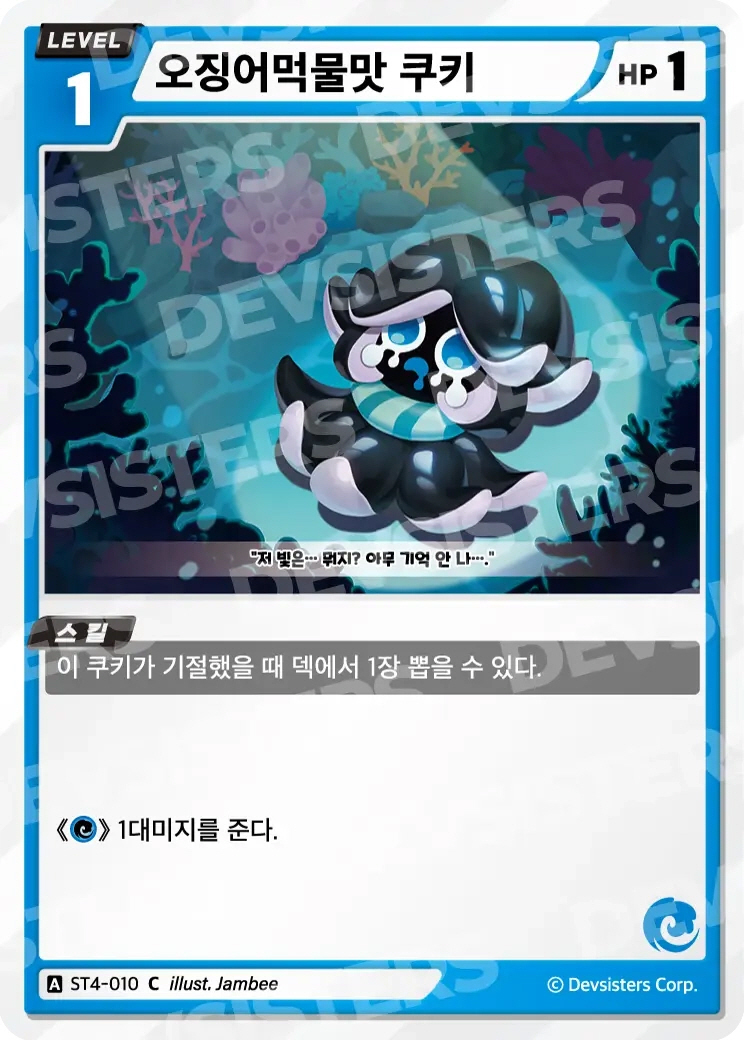 LEVEL
1
오징어먹물맛 쿠키
HP 1
"저 빛은… 뭐지? 아무 기억 안 나…."
스킬
이 쿠키가 기절했을 때 덱에서 1장 뽑을 수 있다.
《 》 1대미지를 준다.
A ST4-010 C illust. Jambee
© Devsisters Corp.
DEVSISTERS